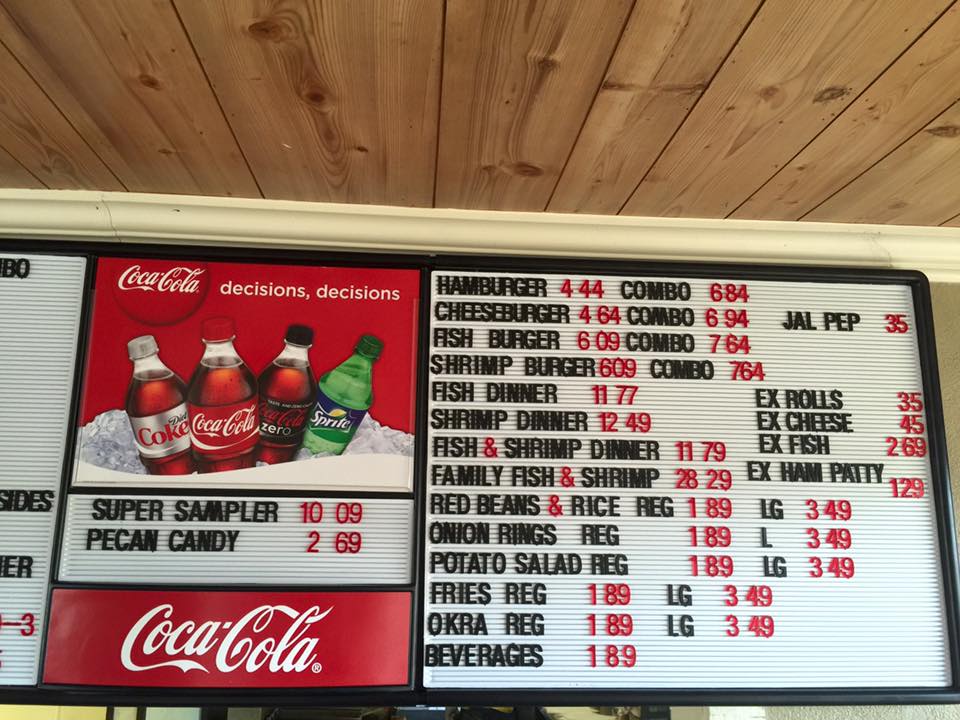 SIDES
Coca-Cola
decisions, decisions
Diet Coke
Coca-Cola
Coca-Cola zero
Sprite
SUPER SAMPLER 10 09
PECAN CANDY 2 69
Coca-Cola®
HAMBURGER 4 44 COMBO 6 84
CHEESEBURGER 4 64 COMBO 6 94 JAL PEP 35
FISH BURGER 6 09 COMBO 7 64
SHRIMP BURGER 609 COMBO 764
FISH DINNER 11 77 EX ROLLS 35
SHRIMP DINNER 12 49 EX CHEESE 45
FISH & SHRIMP DINNER 11 79 EX FISH 2 69
FAMILY FISH & SHRIMP 28 29 EX HAM PATTY 129
RED BEANS & RICE REG 1 89 LG 3 49
ONION RINGS REG 1 89 L 3 49
POTATO SALAD REG 1 89 LG 3 49
FRIES REG 1 89 LG 3 49
OKRA REG 1 89 LG 3 49
BEVERAGES 1 89